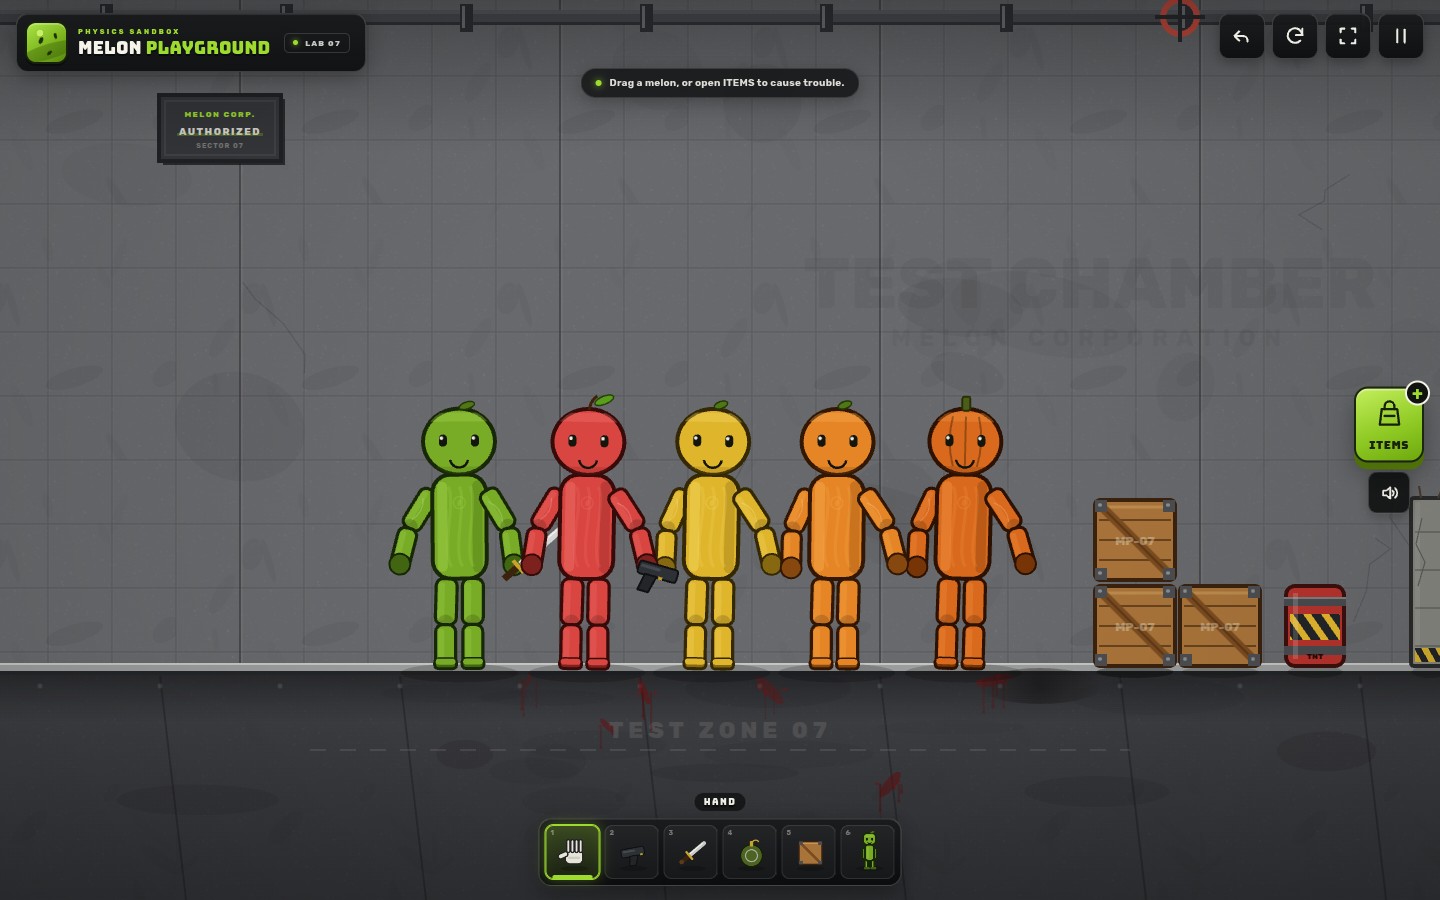 PHYSICS SANDBOX
MELON PLAYGROUND
LAB 07
Drag a melon, or open ITEMS to cause trouble.
MELON CORP.
AUTHORIZED
SECTOR 07
TEST CHAMBER
MELON CORPORATION
ITEMS
MP-07
MP-07
MP-07
TNT
TEST ZONE 07
HAND
1
2
3
4
5
6